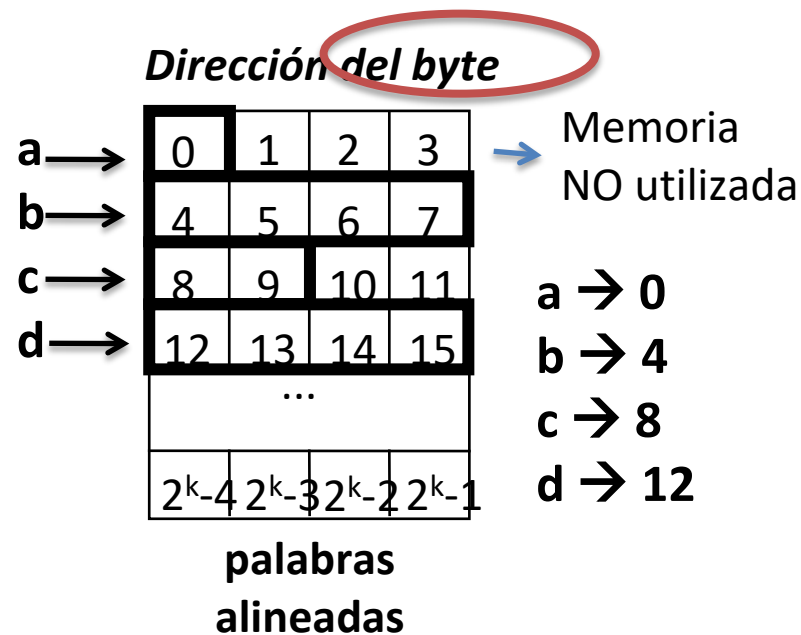 Dirección del byte
a → 0 1 2 3 → Memoria
NO utilizada
b → 4 5 6 7
c → 8 9 10 11
d → 12 13 14 15
...
2ᵏ-4 2ᵏ-3 2ᵏ-2 2ᵏ-1
palabras
alineadas
a → 0
b → 4
c → 8
d → 12